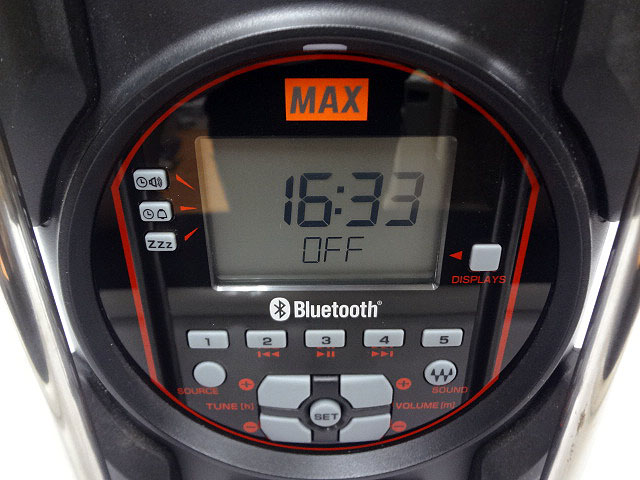 MAX
16:33
OFF
zzz
DISPLAYS
Bluetooth®
1 2 3 4 5
SOURCE
SOUND
TUNE [h]
VOLUME [m]
SET